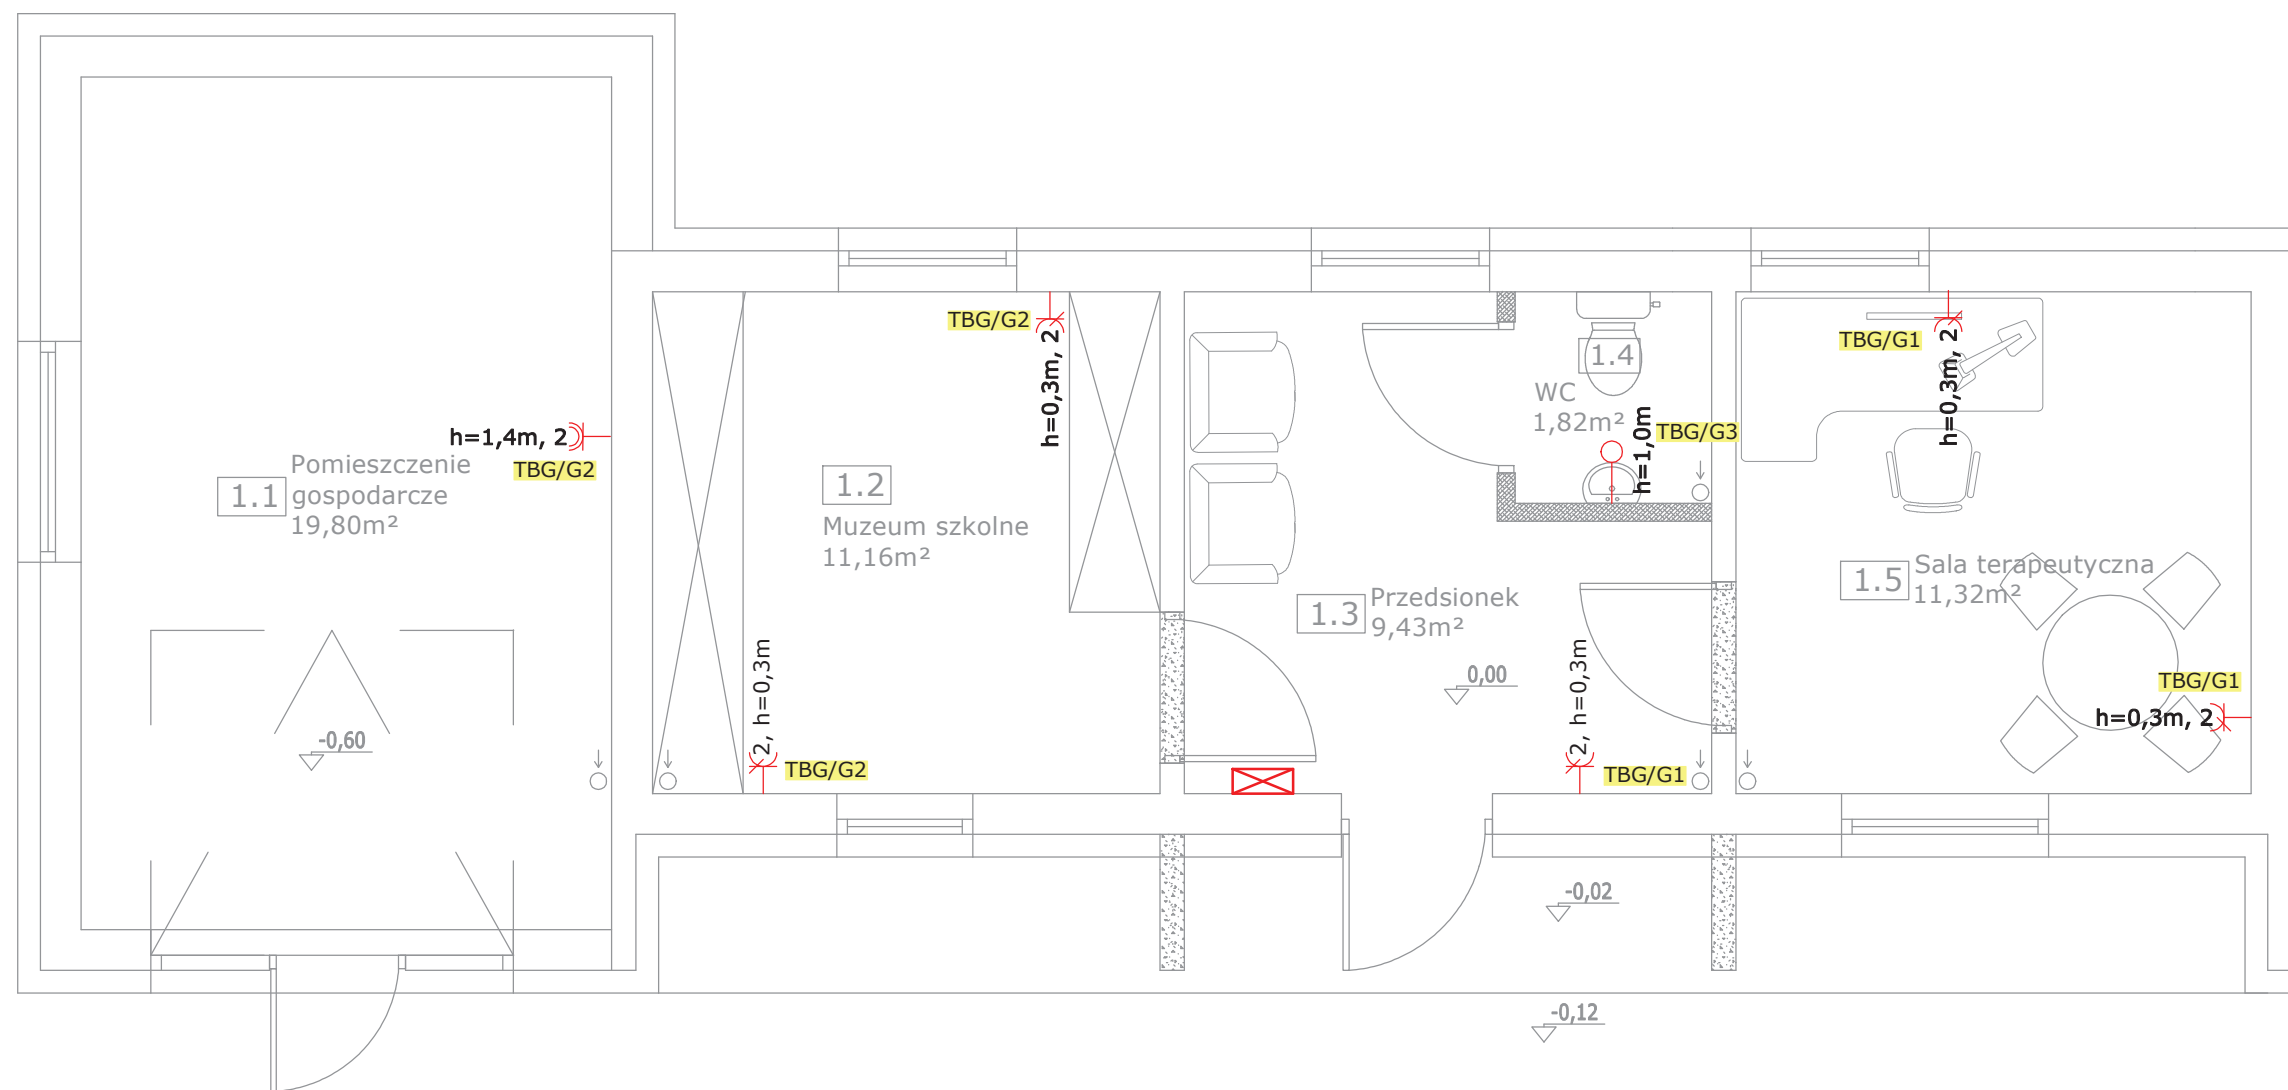 h=1,4m, 2
TBG/G2
1.1
Pomieszczenie
gospodarcze
19,80m²
-0,60
TBG/G2
h=0,3m, 2
1.2
Muzeum szkolne
11,16m²
2, h=0,3m
TBG/G2
1.4
WC
1,82m²
h=1,0m
TBG/G3
1.3
Przedsionek
9,43m²
0,00
2, h=0,3m
TBG/G1
TBG/G1
h=0,3m, 2
1.5
Sala terapeutyczna
11,32m²
TBG/G1
h=0,3m, 2
-0,02
-0,12